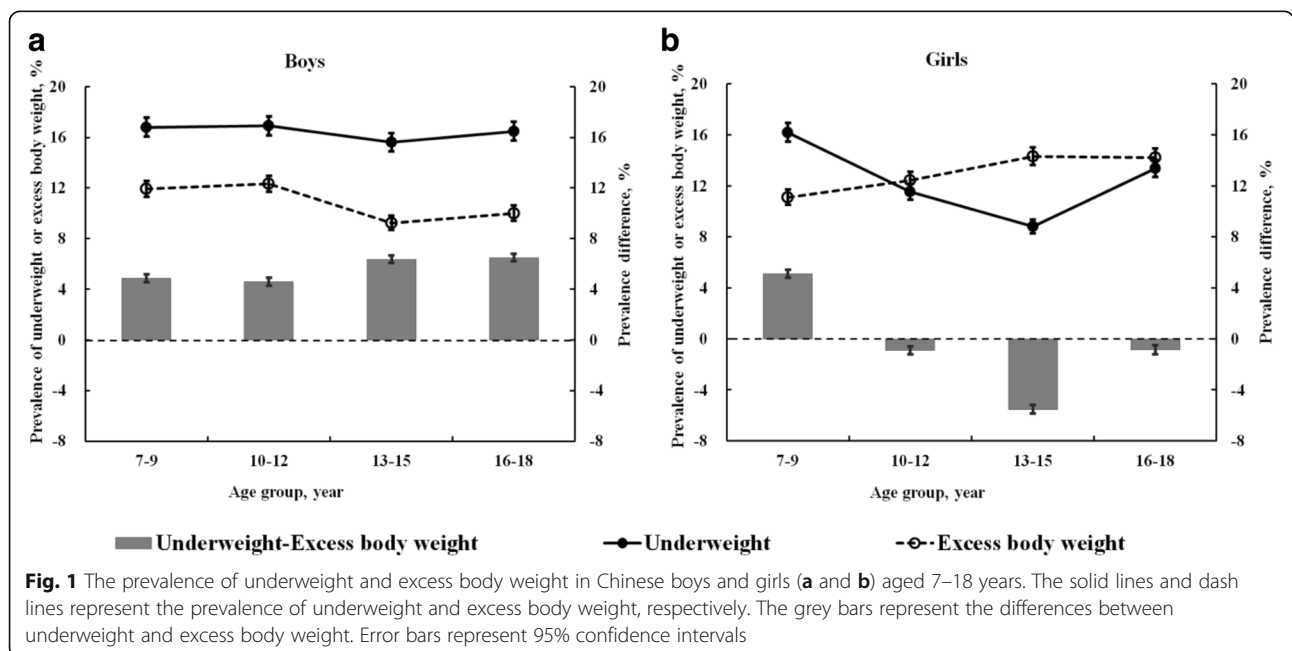 a
Boys
Prevalence of underweight or excess body weight, %
20
16
12
8
4
0
-4
-8
20
16
12
8
4
0
-4
-8
Prevalence difference, %
7-9
10-12
13-15
16-18
Age group, year
b
Girls
Prevalence of underweight or excess body weight, %
20
16
12
8
4
0
-4
-8
20
16
12
8
4
0
-4
-8
Prevalence difference, %
7-9
10-12
13-15
16-18
Age group, year
Underweight-Excess body weight
Underweight
Excess body weight
Fig. 1 The prevalence of underweight and excess body weight in Chinese boys and girls (a and b) aged 7–18 years. The solid lines and dash
lines represent the prevalence of underweight and excess body weight, respectively. The grey bars represent the differences between
underweight and excess body weight. Error bars represent 95% confidence intervals